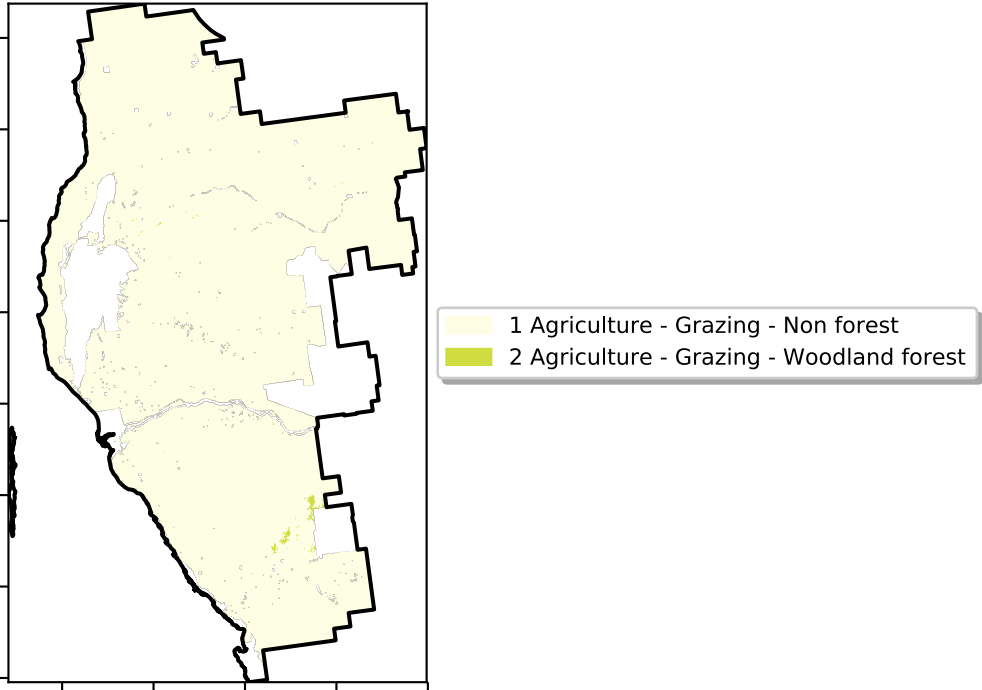 1 Agriculture - Grazing - Non forest
2 Agriculture - Grazing - Woodland forest